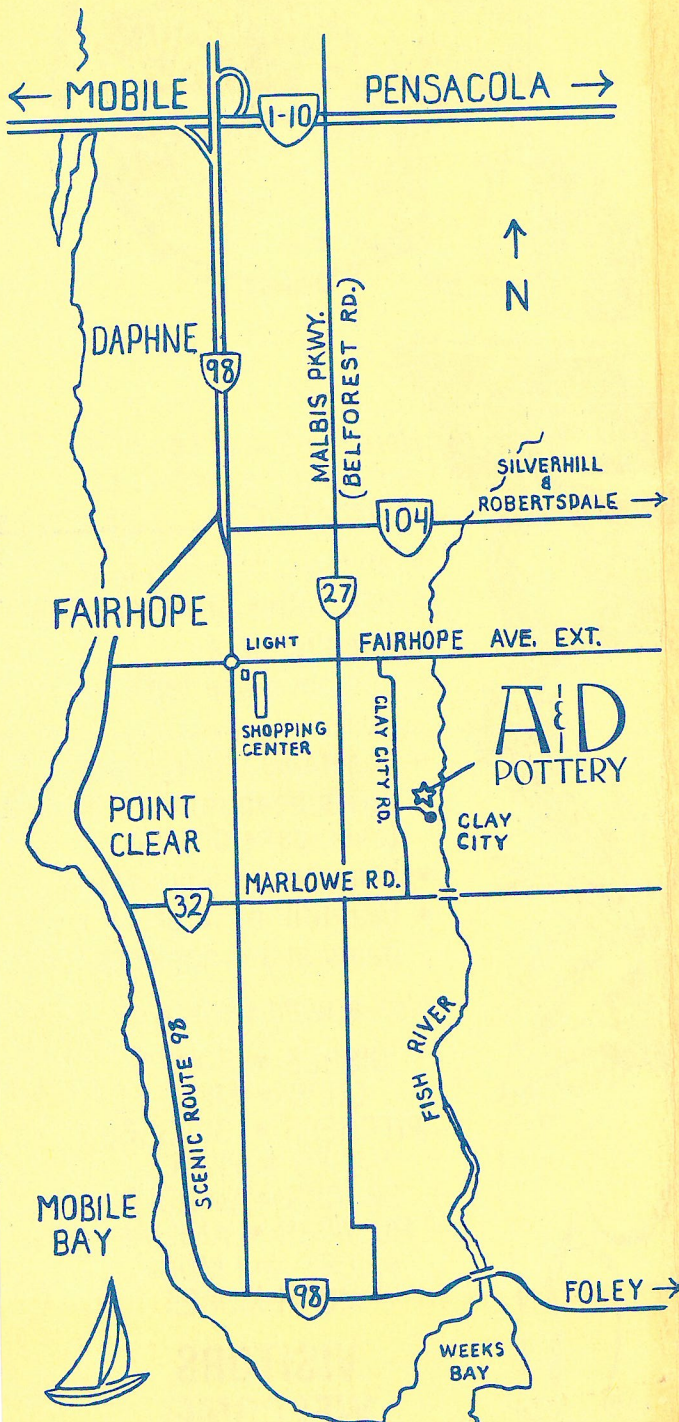 ← MOBILE
PENSACOLA →
I-10
N
DAPHNE
98
MALBIS PKWY.
(BELFOREST RD.)
SILVERHILL
&
ROBERTSDALE →
104
27
FAIRHOPE
LIGHT
FAIRHOPE AVE. EXT.
SHOPPING
CENTER
CLAY CITY RD.
A&D
POTTERY
CLAY
CITY
POINT
CLEAR
MARLOWE RD.
32
SCENIC ROUTE 98
FISH RIVER
MOBILE
BAY
98
FOLEY →
WEEKS
BAY